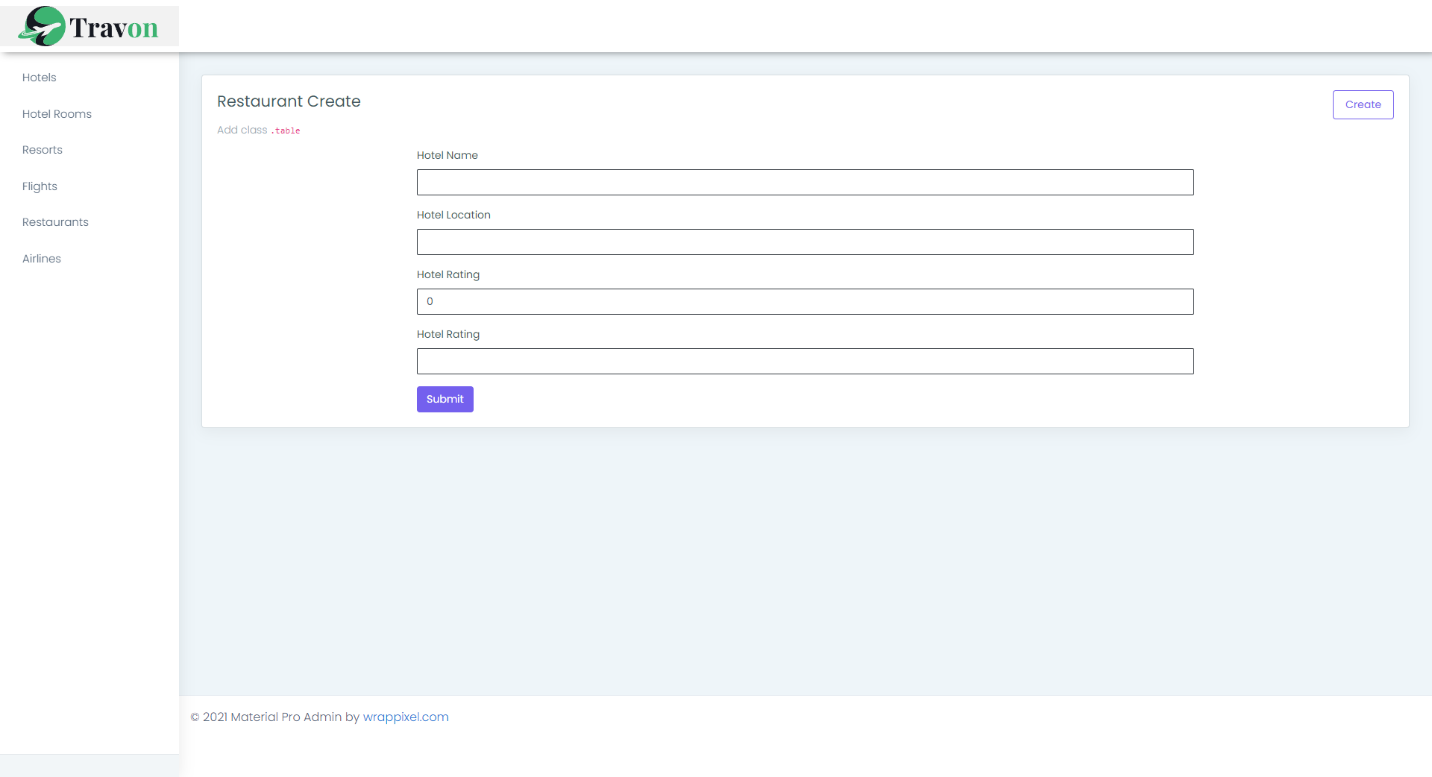 Travon
Hotels
Hotel Rooms
Resorts
Flights
Restaurants
Airlines
Restaurant Create
Create
Add class .table
Hotel Name
Hotel Location
Hotel Rating
0
Hotel Rating
Submit
© 2021 Material Pro Admin by wrappixel.com